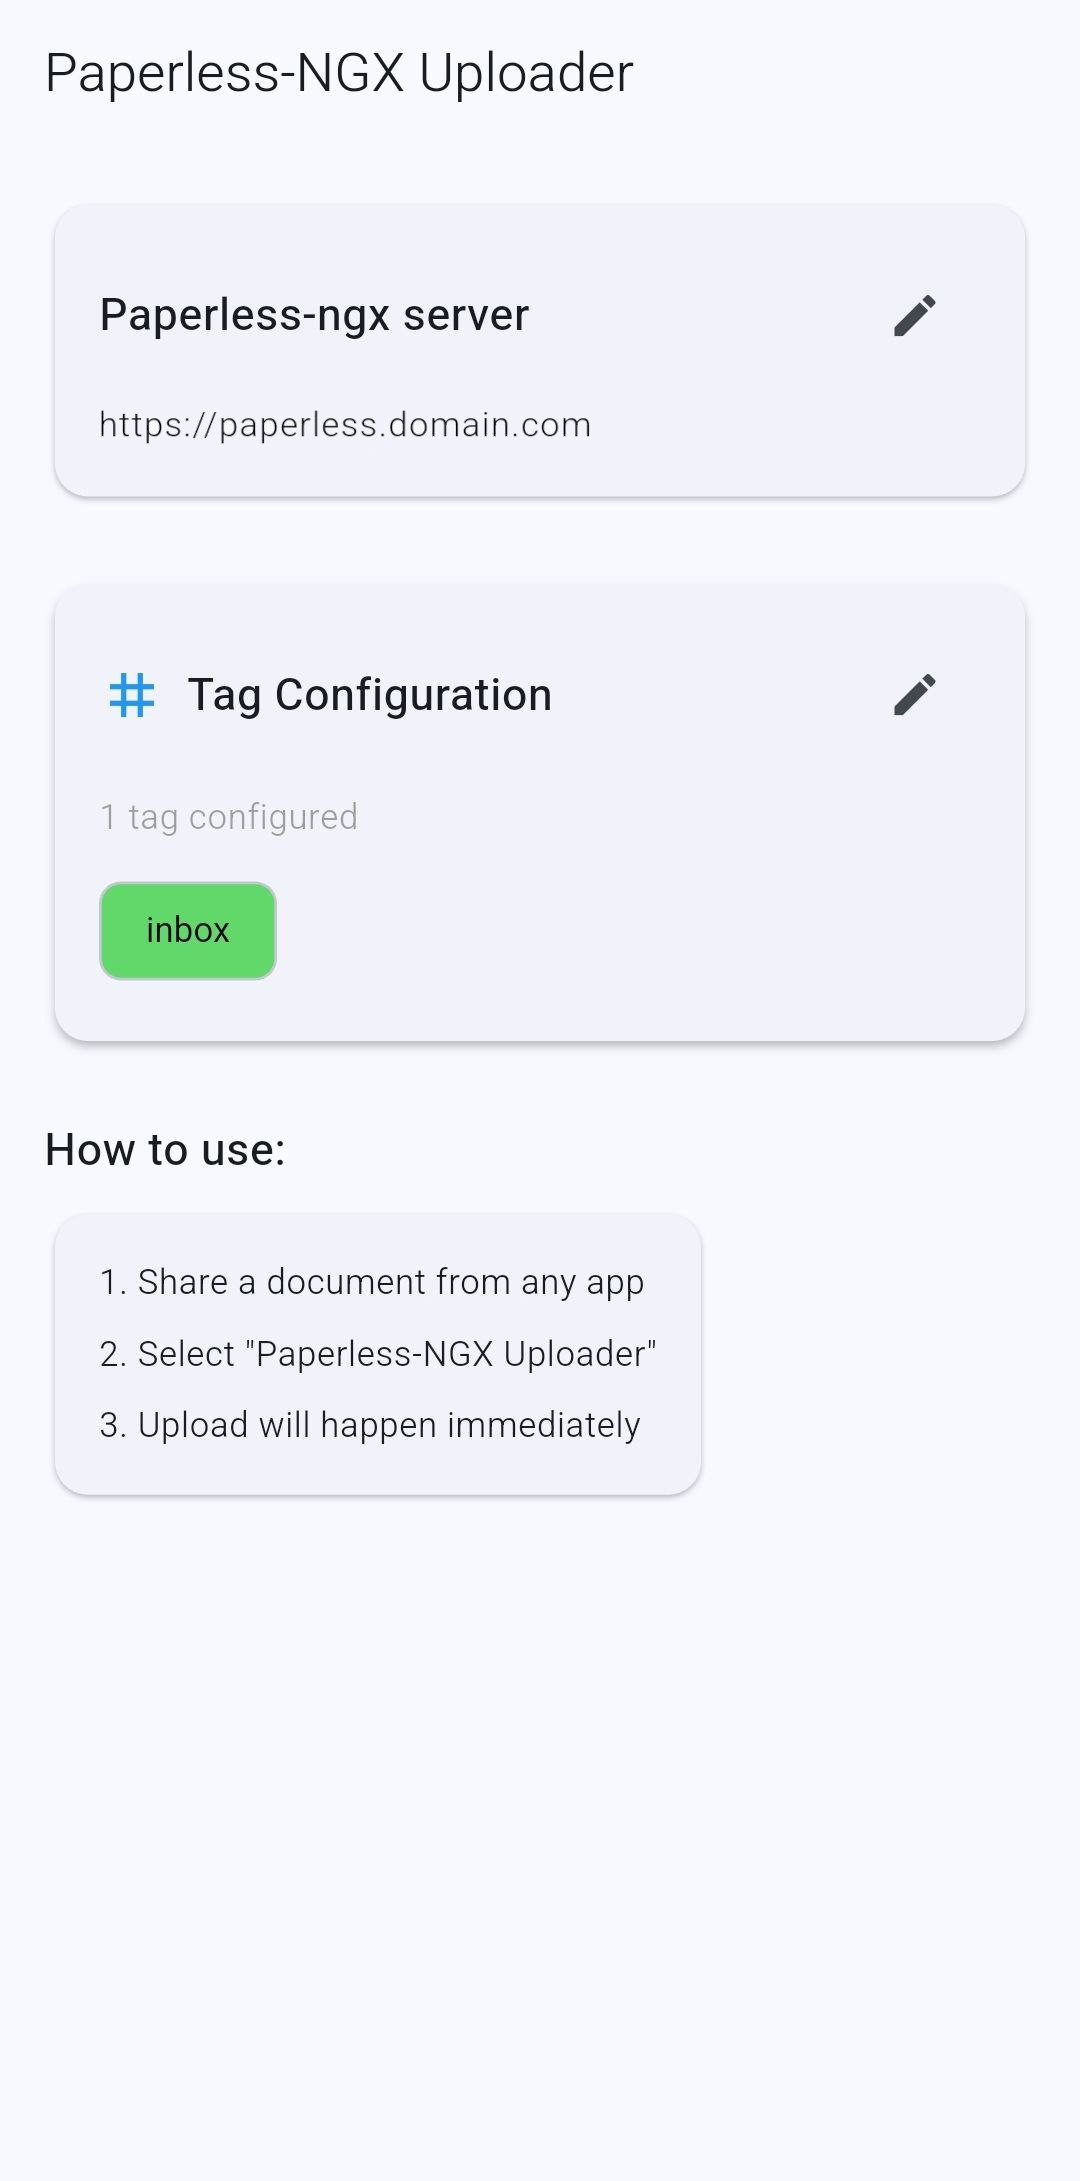 Paperless-NGX Uploader
Paperless-ngx server
https://paperless.domain.com
Tag Configuration
1 tag configured
inbox
How to use:
1. Share a document from any app
2. Select "Paperless-NGX Uploader"
3. Upload will happen immediately